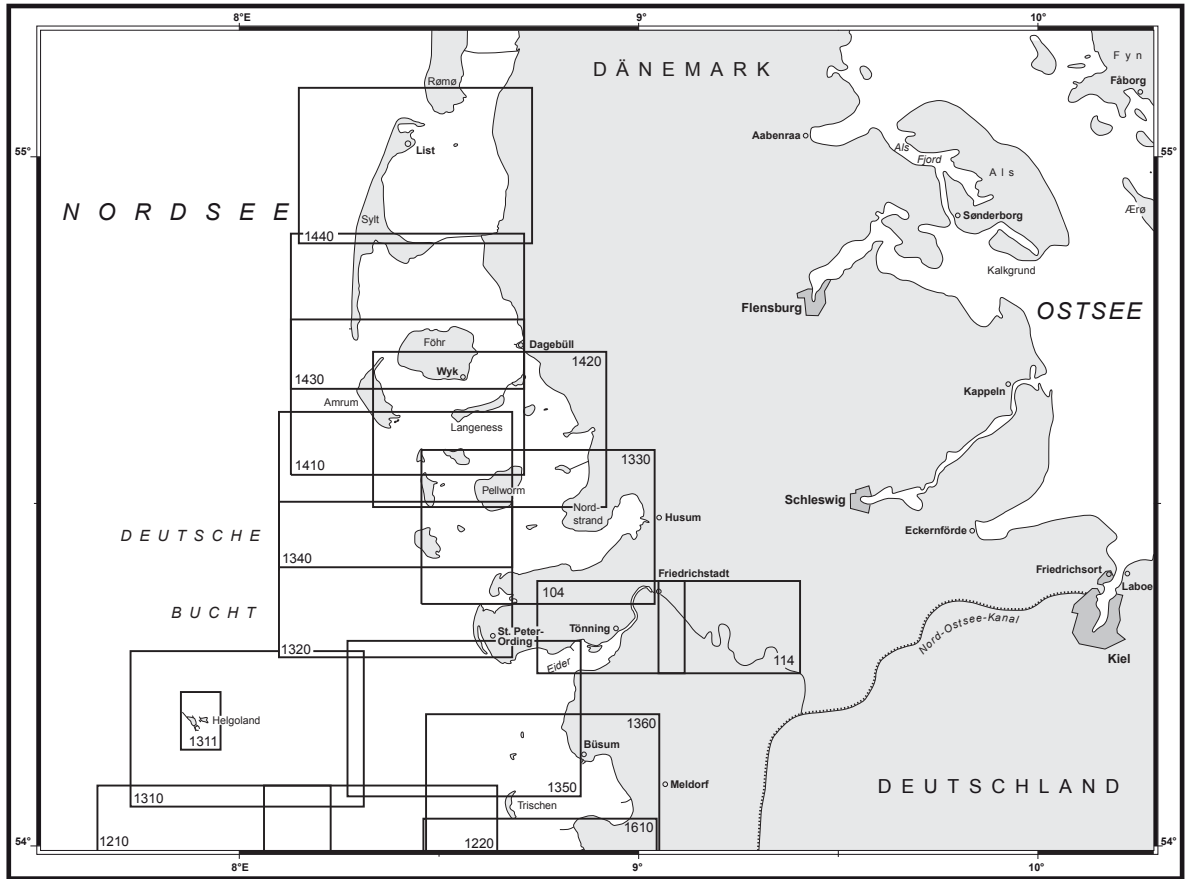 8°E
9°
10°
DÄNEMARK
Fyn
Fåborg
Rømø
Aabenraa
55°
55°
List
Als
Fjord
Als
NORDSEE
Ærø
Sylt
Sønderborg
1440
Kalkgrund
Flensburg
OSTSEE
Föhr
Dagebüll
1420
Wyk
1430
Kappeln
Amrum
Langeness
1410
1330
Pellworm
Schleswig
Nord-
strand
Husum
DEUTSCHE
Eckernförde
1340
Friedrichstadt
Friedrichsort
Laboe
104
BUCHT
Nord-Ostsee-Kanal
St. Peter-
Ording
Tönning
1320
Eider
114
Kiel
Helgoland
1311
1360
Büsum
Meldorf
DEUTSCHLAND
1350
1310
Trischen
1610
1210
1220
54°
54°
8°E
9°
10°